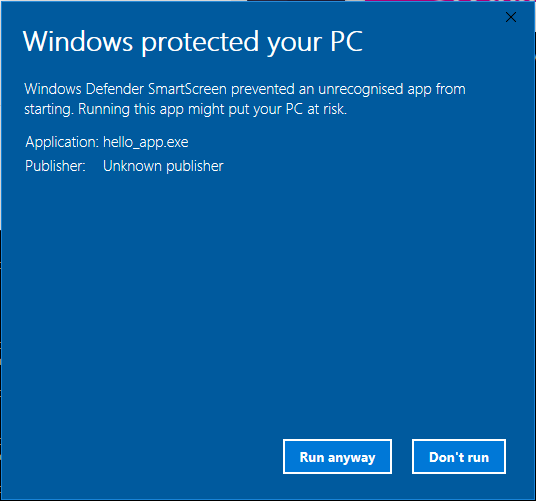 Windows protected your PC
Windows Defender SmartScreen prevented an unrecognised app from
starting. Running this app might put your PC at risk.
Application: hello_app.exe
Publisher: Unknown publisher
Run anyway
Don't run